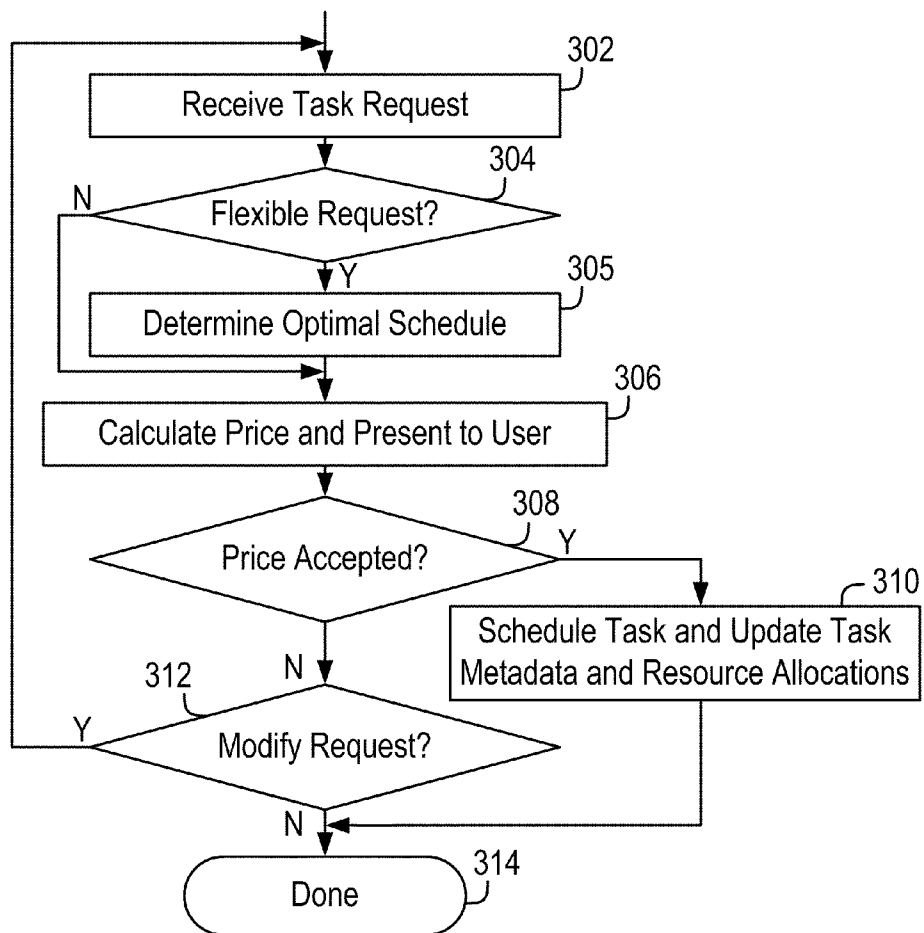 302
Receive Task Request
304
N
Flexible Request?
Y
305
Determine Optimal Schedule
306
Calculate Price and Present to User
308
Price Accepted?
Y
310
Schedule Task and Update Task
Metadata and Resource Allocations
N
312
Y
Modify Request?
N
314
Done